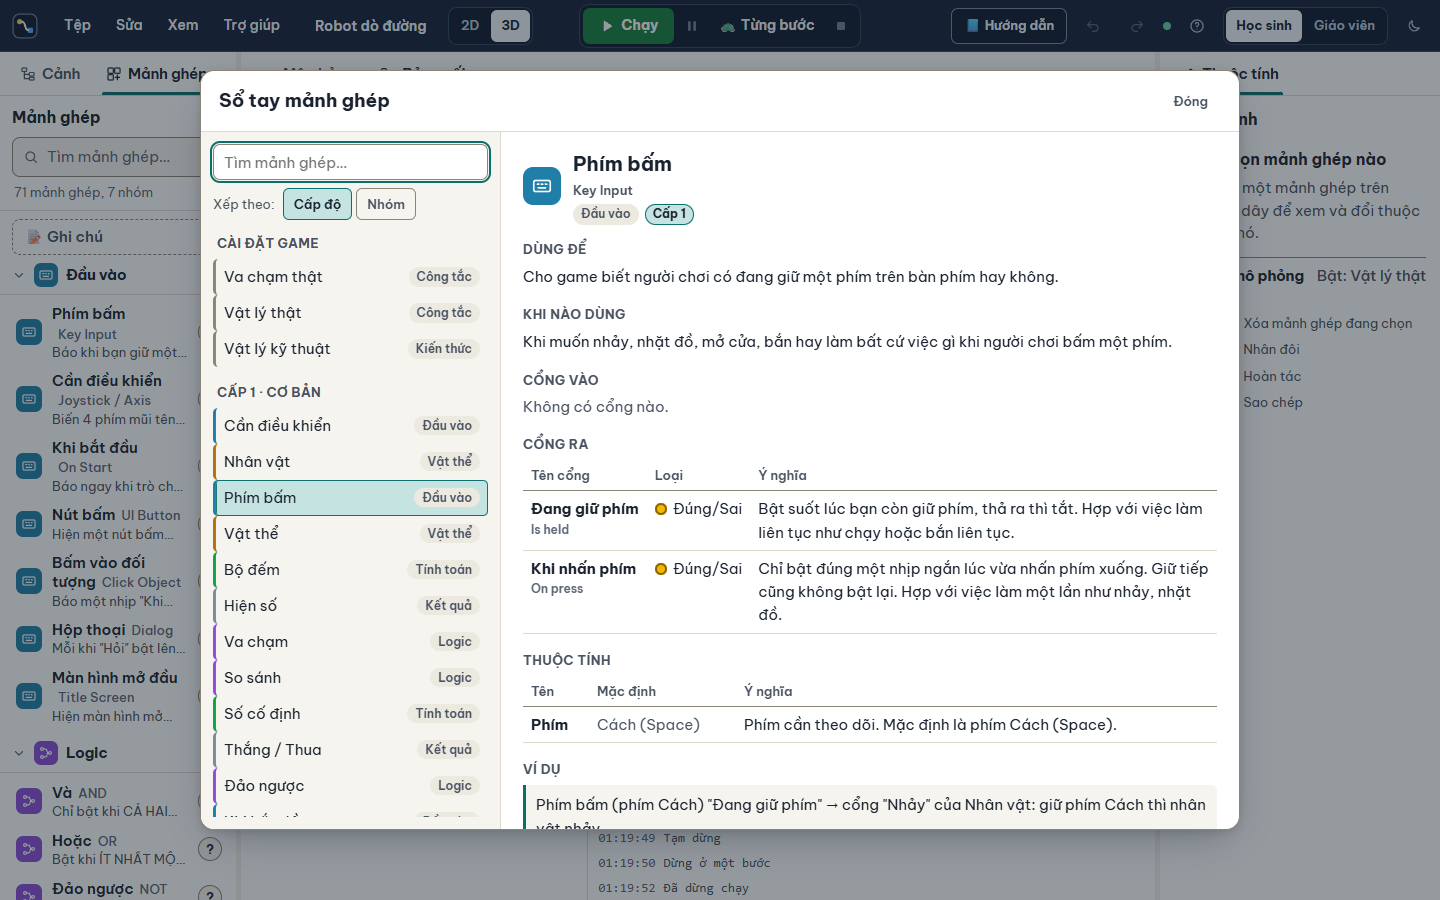 Tệp Sửa Xem Trợ giúp Robot dò đường 2D 3D Chạy Từng bước Hướng dẫn Học sinh Giáo viên
Cảnh Mảnh ghép
Mảnh ghép
Tìm mảnh ghép...
71 mảnh ghép, 7 nhóm
Ghi chú
Đầu vào
Phím bấm
Key Input
Báo khi bạn giữ một...
Cần điều khiển
Joystick / Axis
Biến 4 phím mũi tên...
Khi bắt đầu
On Start
Báo ngay khi trò ch...
Nút bấm UI Button
Hiện một nút bấm...
Bấm vào đối
tượng Click Object
Báo một nhịp "Khi...
Hộp thoại Dialog
Mỗi khi "Hỏi" bật lên...
Màn hình mở đầu
Title Screen
Hiện màn hình mở...
Logic
Và AND
Chỉ bật khi CẢ HAI...
Hoặc OR
Bật khi ÍT NHẤT MỘ...
?
Đảo ngược NOT
?
Sổ tay mảnh ghép
Đóng
Tìm mảnh ghép...
Xếp theo: Cấp độ Nhóm
CÀI ĐẶT GAME
Va chạm thật Công tắc
Vật lý thật Công tắc
Vật lý kỹ thuật Kiến thức
CẤP 1 · CƠ BẢN
Cần điều khiển Đầu vào
Nhân vật Vật thể
Phím bấm Đầu vào
Vật thể Vật thể
Bộ đếm Tính toán
Hiện số Kết quả
Va chạm Logic
So sánh Logic
Số cố định Tính toán
Thắng / Thua Kết quả
Đảo ngược Logic
Phím bấm
Key Input
Đầu vào Cấp 1
DÙNG ĐỂ
Cho game biết người chơi có đang giữ một phím trên bàn phím hay không.
KHI NÀO DÙNG
Khi muốn nhảy, nhặt đồ, mở cửa, bắn hay làm bất cứ việc gì khi người chơi bấm một phím.
CỔNG VÀO
Không có cổng nào.
CỔNG RA
Tên cổng Loại Ý nghĩa
Đang giữ phím Đúng/Sai Bật suốt lúc bạn còn giữ phím, thả ra thì tắt. Hợp với việc làm
Is held liên tục như chạy hoặc bắn liên tục.
Khi nhấn phím Đúng/Sai Chỉ bật đúng một nhịp ngắn lúc vừa nhấn phím xuống. Giữ tiếp
On press cũng không bật lại. Hợp với việc làm một lần như nhảy, nhặt
đồ.
THUỘC TÍNH
Tên Mặc định Ý nghĩa
Phím Cách (Space) Phím cần theo dõi. Mặc định là phím Cách (Space).
VÍ DỤ
Phím bấm (phím Cách) "Đang giữ phím" → cổng "Nhảy" của Nhân vật: giữ phím Cách thì nhân
vật nhảy
tính
nh
ọn mảnh ghép nào
một mảnh ghép trên
dây để xem và đổi thuộc
nó.
mô phỏng Bật: Vật lý thật
Xóa mảnh ghép đang chọn
Nhân đôi
Hoàn tác
Sao chép
01:19:49 Tạm dừng
01:19:50 Dừng ở một bước
01:19:52 Đã dừng chạy